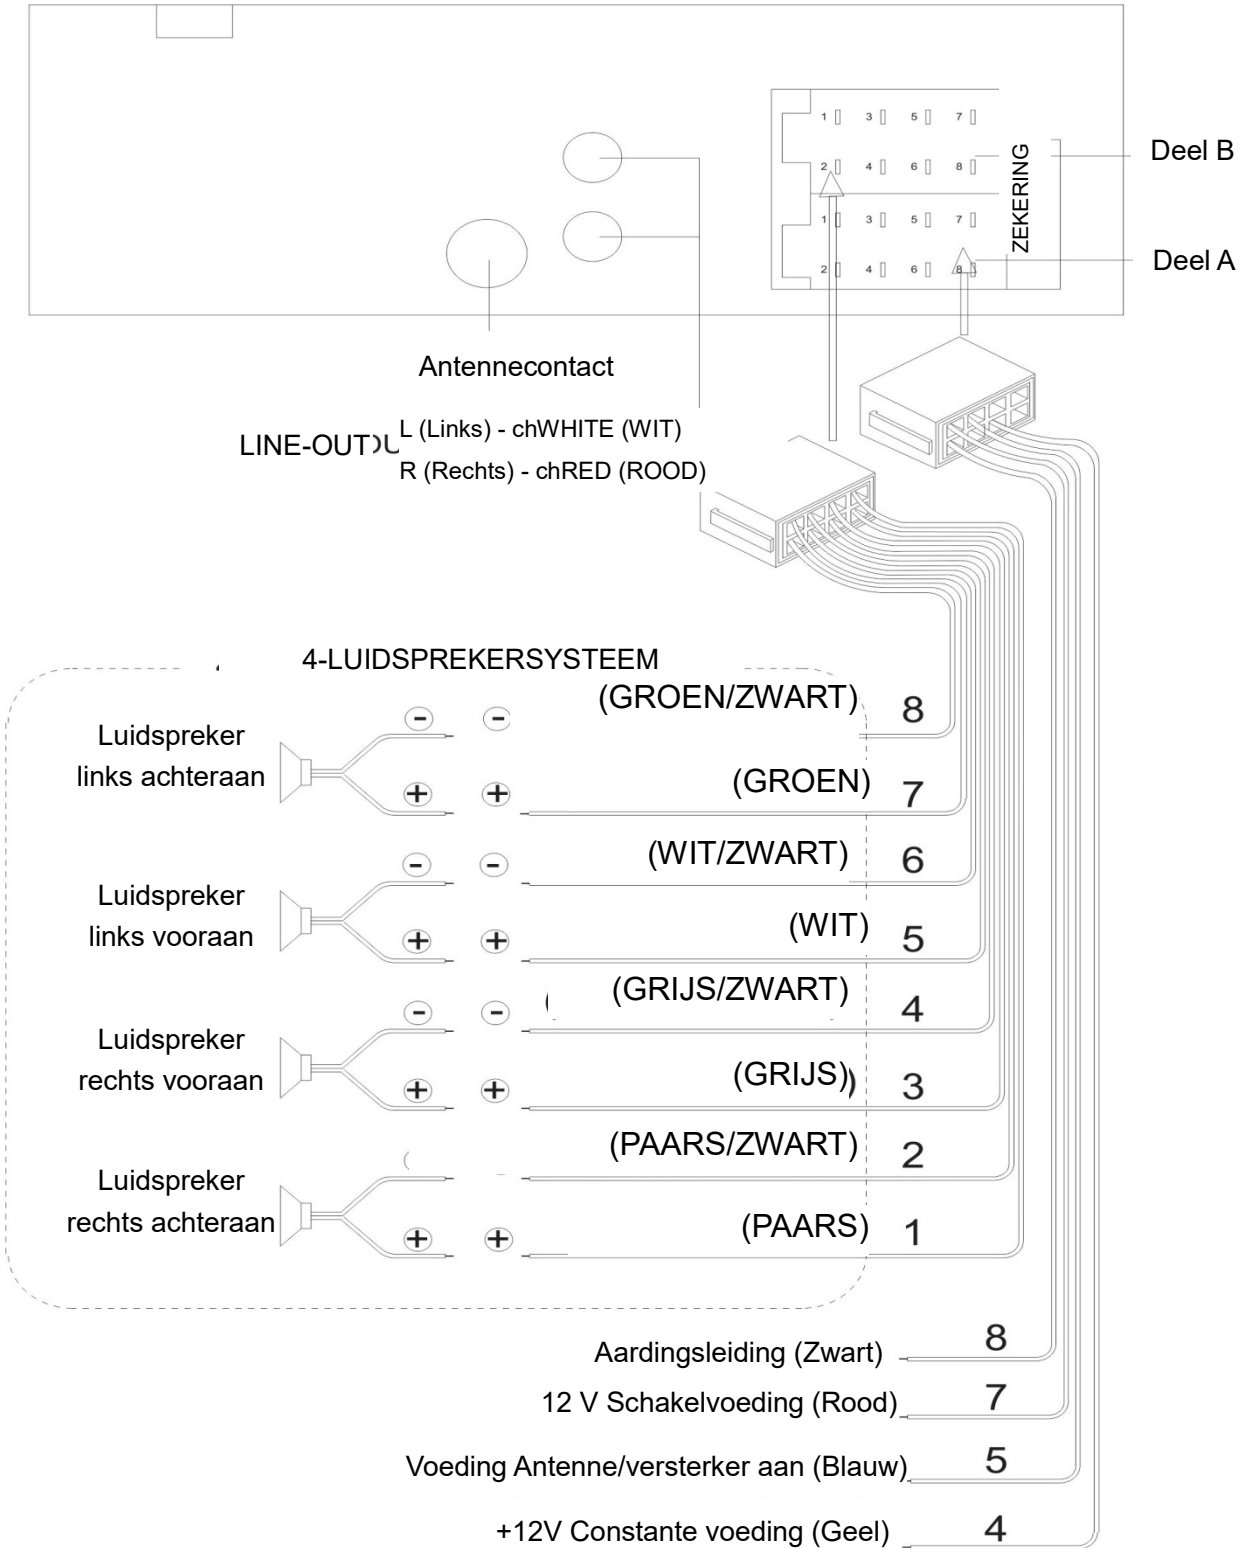 1 3 5 7
2 4 6 8
1 3 5 7
2 4 6 8
ZEKERING
Deel B
Deel A
Antennecontact
LINE-OUT
L (Links) - chWHITE (WIT)
R (Rechts) - chRED (ROOD)
4-LUIDSPREKERSYSTEEM
(GROEN/ZWART) 8
Luidspreker
links achteraan
(GROEN) 7
(WIT/ZWART) 6
Luidspreker
links vooraan
(WIT) 5
(GRIJS/ZWART) 4
Luidspreker
rechts vooraan
(GRIJS) 3
(PAARS/ZWART) 2
Luidspreker
rechts achteraan
(PAARS) 1
Aardingsleiding (Zwart) 8
12 V Schakelvoeding (Rood) 7
Voeding Antenne/versterker aan (Blauw) 5
+12V Constante voeding (Geel) 4